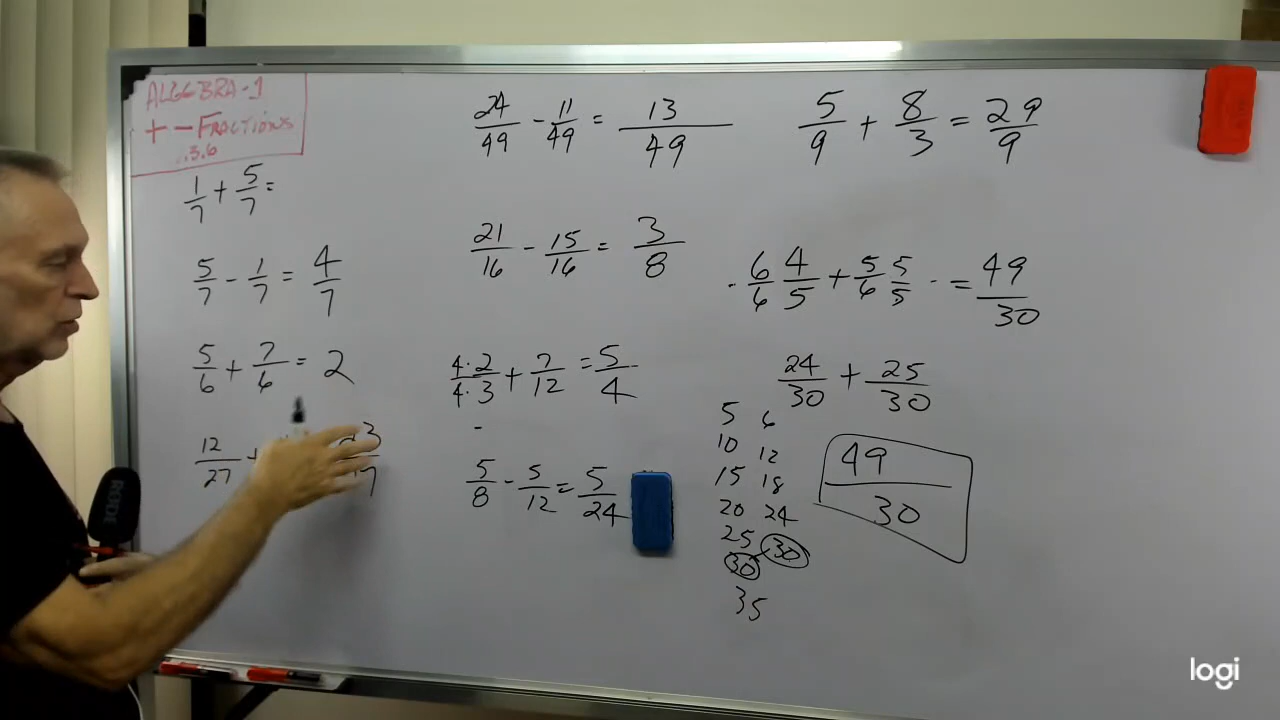 ALGEBRA-1
+ - FRACTIONS
.3.6
1/7 + 5/7 =
5/7 - 1/7 = 4/7
5/6 + 7/6 = 2
12/27 +
24/49 - 11/49 = 13/49
21/16 - 15/16 = 3/8
4·2/4·3 + 7/12 = 5/4
-
5/8 - 5/12 = 5/24
5/9 + 8/3 = 29/9
· 6/6 4/5 + 5/6 5/5 · = 49/30
24/30 + 25/30
5 6
10 12
15 18
20 24
25 30
30
35
49/30
RODE
logi